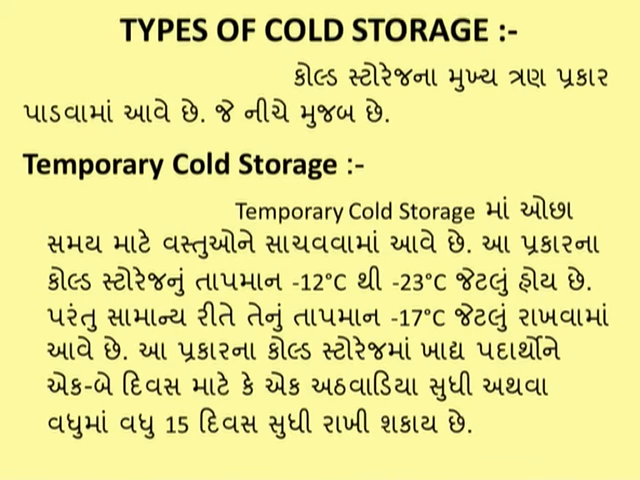 TYPES OF COLD STORAGE :-
કોલ્ડ સ્ટોરેજના મુખ્ય ત્રણ પ્રકાર
પાડવામાં આવે છે. જે નીચે મુજબ છે.
Temporary Cold Storage :-
Temporary Cold Storage માં ઓછા
સમય માટે વસ્તુઓને સાચવવામાં આવે છે. આ પ્રકારના
કોલ્ડ સ્ટોરેજનું તાપમાન -12°C થી -23°C જેટલું હોય છે.
પરંતુ સામાન્ય રીતે તેનું તાપમાન -17°C જેટલું રાખવામાં
આવે છે. આ પ્રકારના કોલ્ડ સ્ટોરેજમાં ખાદ્ય પદાર્થોને
એક-બે દિવસ માટે કે એક અઠવાડિયા સુધી અથવા
વધુમાં વધુ 15 દિવસ સુધી રાખી શકાય છે.